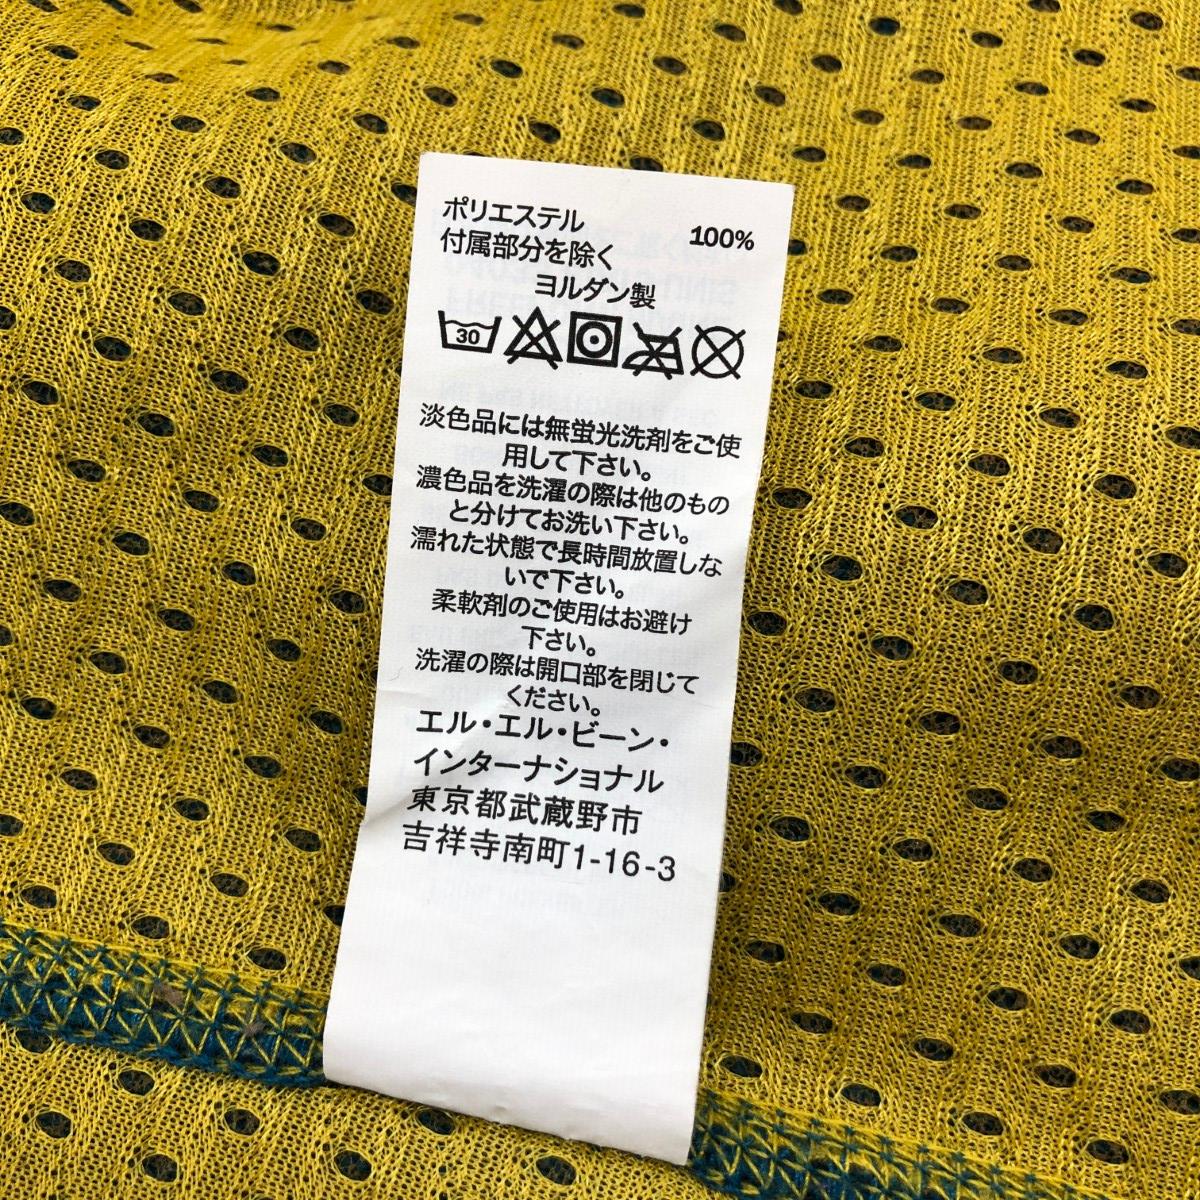 ポリエステル 100%
付属部分を除く
ヨルダン製
30
淡色品には無蛍光洗剤をご使
用して下さい。
濃色品を洗濯の際は他のもの
と分けてお洗い下さい。
濡れた状態で長時間放置しな
いで下さい。
柔軟剤のご使用はお避け
下さい。
洗濯の際は開口部を閉じて
ください。
エル・エル・ビーン・
インターナショナル
東京都武蔵野市
吉祥寺南町1-16-3